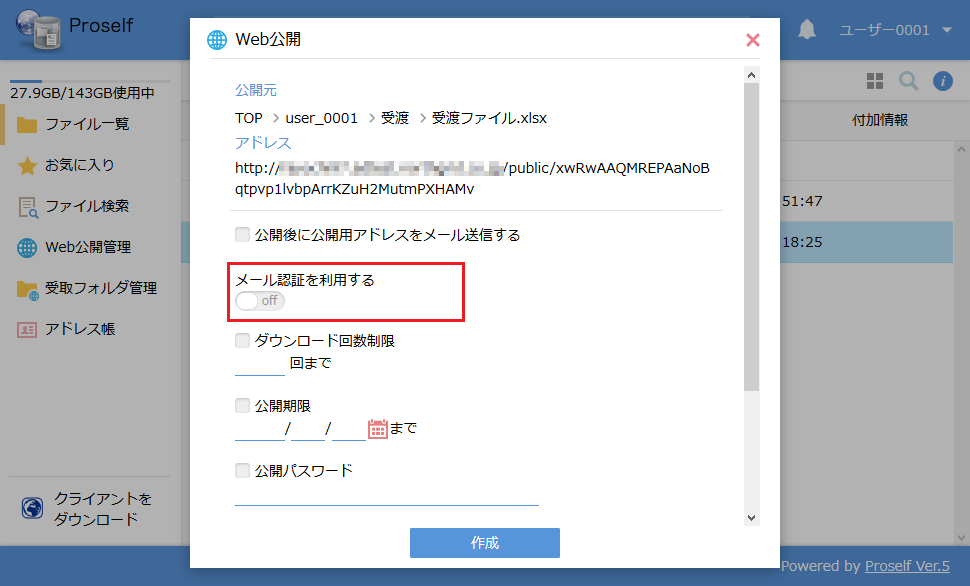 Proself
ユーザー0001
27.9GB/143GB使用中
ファイル一覧
お気に入り
ファイル検索
Web公開管理
受取フォルダ管理
アドレス帳
クライアントを
ダウンロード
Web公開
公開元
TOP > user_0001 > 受渡 > 受渡ファイル.xlsx
アドレス
http:// /public/xwRwAAQMREPAaNoB
qtpvp1lvbpArrKZuH2MutmPXHAMv
公開後に公開用アドレスをメール送信する
メール認証を利用する
off
ダウンロード回数制限
回まで
公開期限
/ / まで
公開パスワード
作成
付加情報
51:47
18:25
Powered by Proself Ver.5